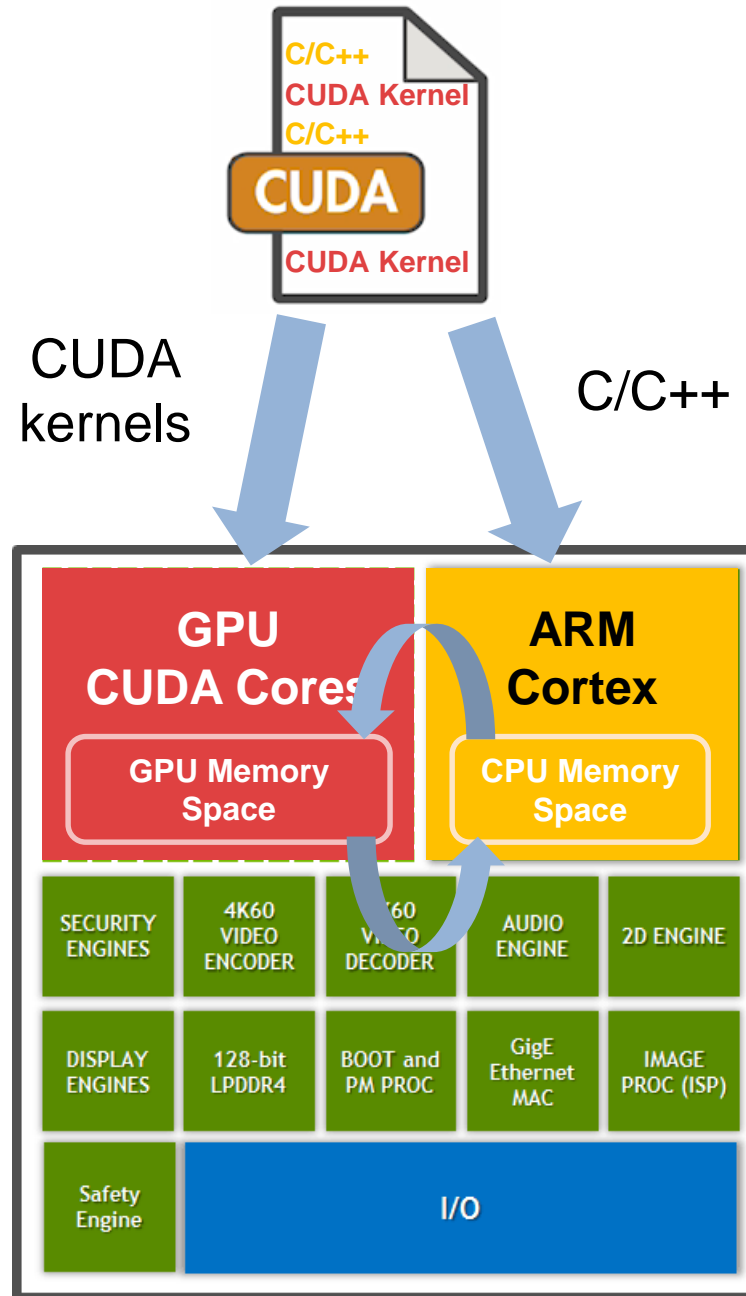 C/C++
CUDA Kernel
C/C++
CUDA
CUDA Kernel
CUDA
kernels
C/C++
GPU
CUDA Cores
ARM
Cortex
GPU Memory
Space
CPU Memory
Space
SECURITY
ENGINES
4K60
VIDEO
ENCODER
DECODER
AUDIO
ENGINE
2D ENGINE
DISPLAY
ENGINES
128-bit
LPDDR4
BOOT and
PM PROC
GigE
Ethernet
MAC
IMAGE
PROC (ISP)
Safety
Engine
I/O